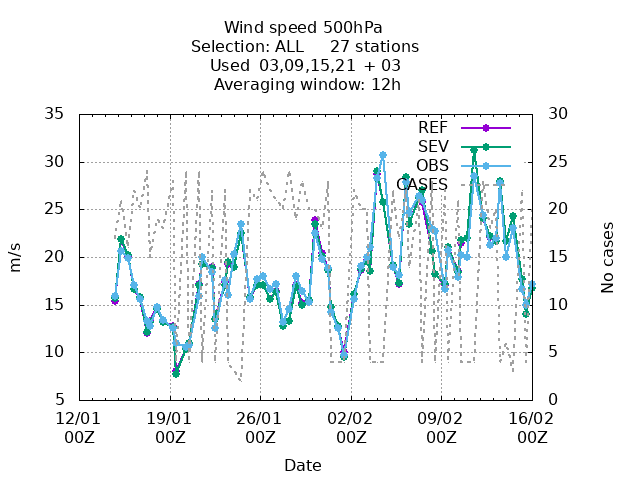 Wind speed 500hPa
Selection: ALL     27 stations
Used  03,09,15,21 + 03
Averaging window: 12h
35 30
REF
SEV
OBS
CASES
30 25
25 20
20 15
15 10
10 5
5 0
m/s
No cases
12/01 19/01 26/01 02/02 09/02 16/02
00Z 00Z 00Z 00Z 00Z 00Z
Date